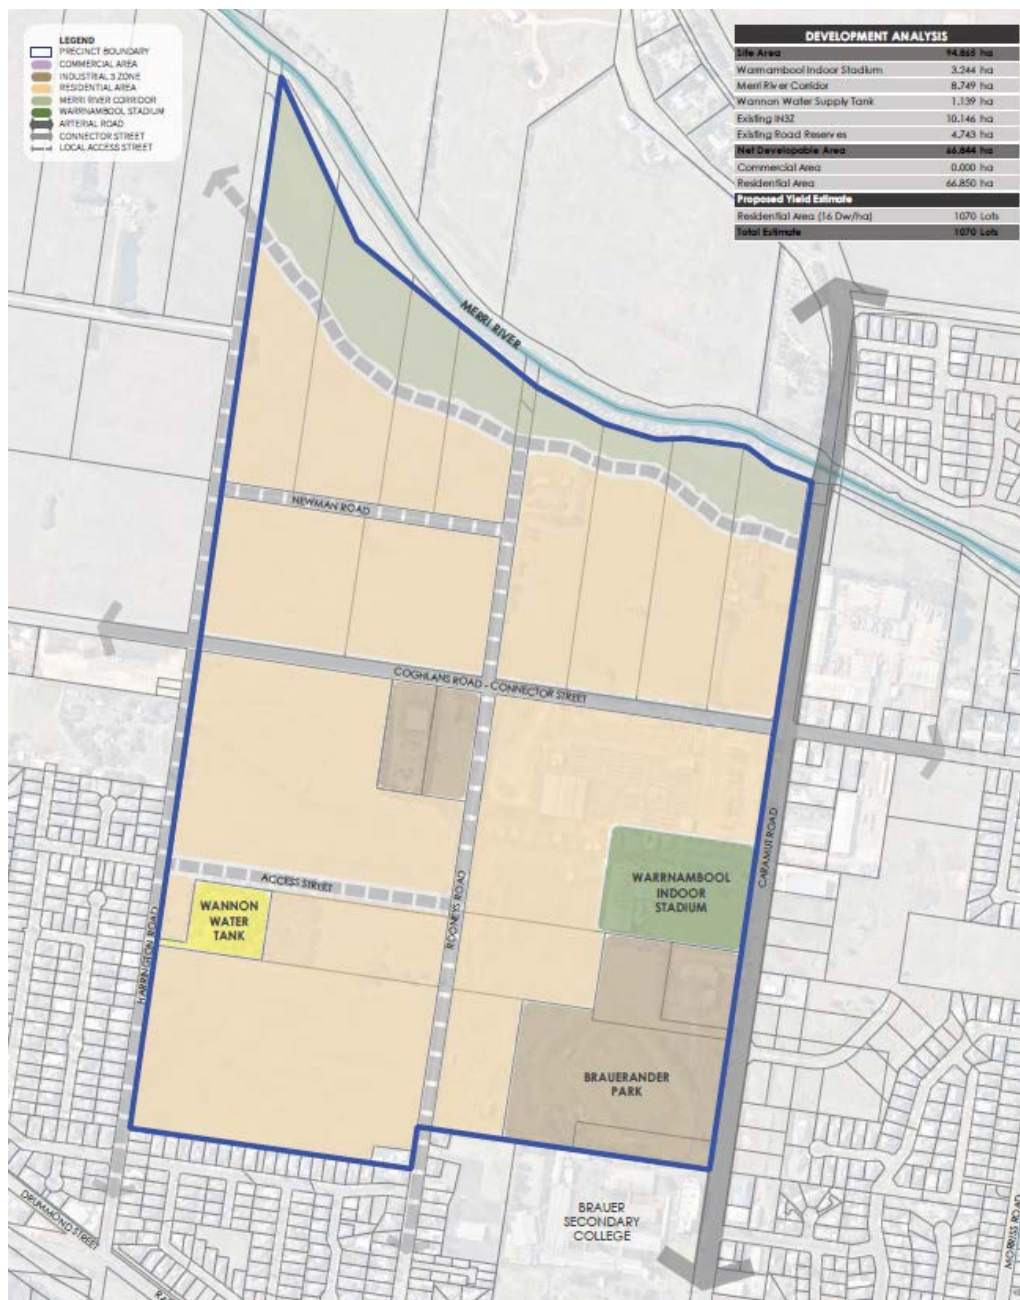 LEGEND
PRECINCT BOUNDARY
COMMERCIAL AREA
INDUSTRIAL 3 ZONE
RESIDENTIAL AREA
MERRI RIVER CORRIDOR
WARRNAMBOOL STADIUM
ARTERIAL ROAD
CONNECTOR STREET
LOCAL ACCESS STREET
DEVELOPMENT ANALYSIS
Site Area 94.865 ha
Warrnambool Indoor Stadium 3.244 ha
Merri River Corridor 8.749 ha
Wannon Water Supply Tank 1.139 ha
Existing IN3Z 10.146 ha
Existing Road Reserves 4.743 ha
Net Developable Area 66.844 ha
Commercial Area 0.000 ha
Residential Area 66.850 ha
Proposed Yield Estimate
Residential Area (16 Dw/ha) 1070 Lots
Total Estimate 1070 Lots
MERRI RIVER
NEWMAN ROAD
COGHLANS ROAD - CONNECTOR STREET
CARAMUT ROAD
WARRNAMBOOL
INDOOR
STADIUM
ACCESS STREET
ROONEYS ROAD
WANNON
WATER
TANK
HARRINGTON ROAD
BRAUERANDER
PARK
BRAUER
SECONDARY
COLLEGE
DRUMMOND STREET
MORRISS ROAD
RA